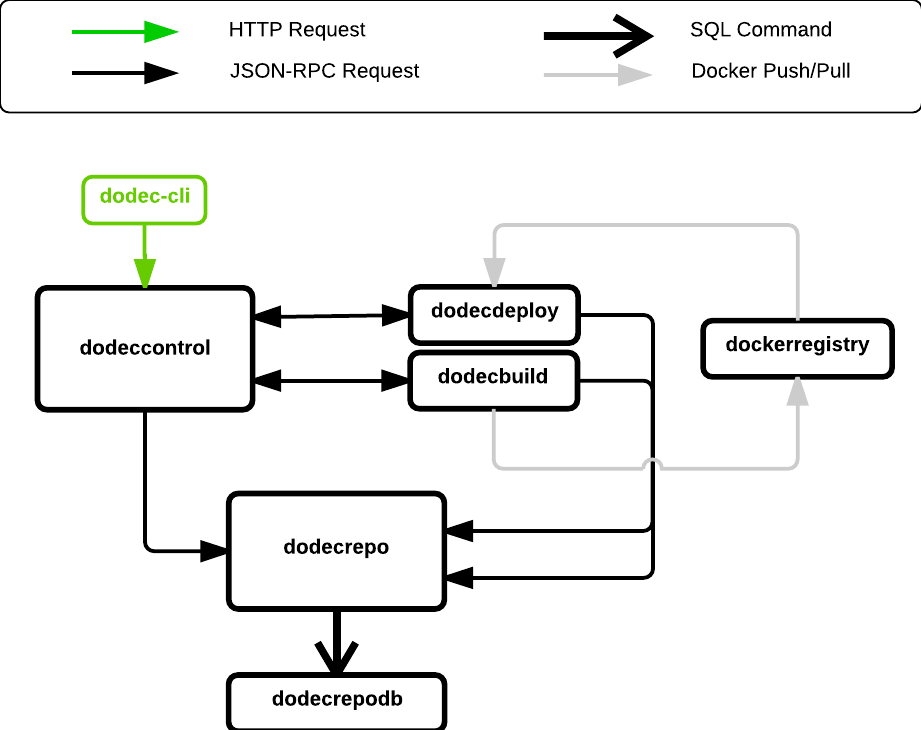 HTTP Request
SQL Command
JSON-RPC Request
Docker Push/Pull
dodec-cli
dodecdeploy
dodeccontrol
dockerregistry
dodecbuild
dodecrepo
dodecrepodb